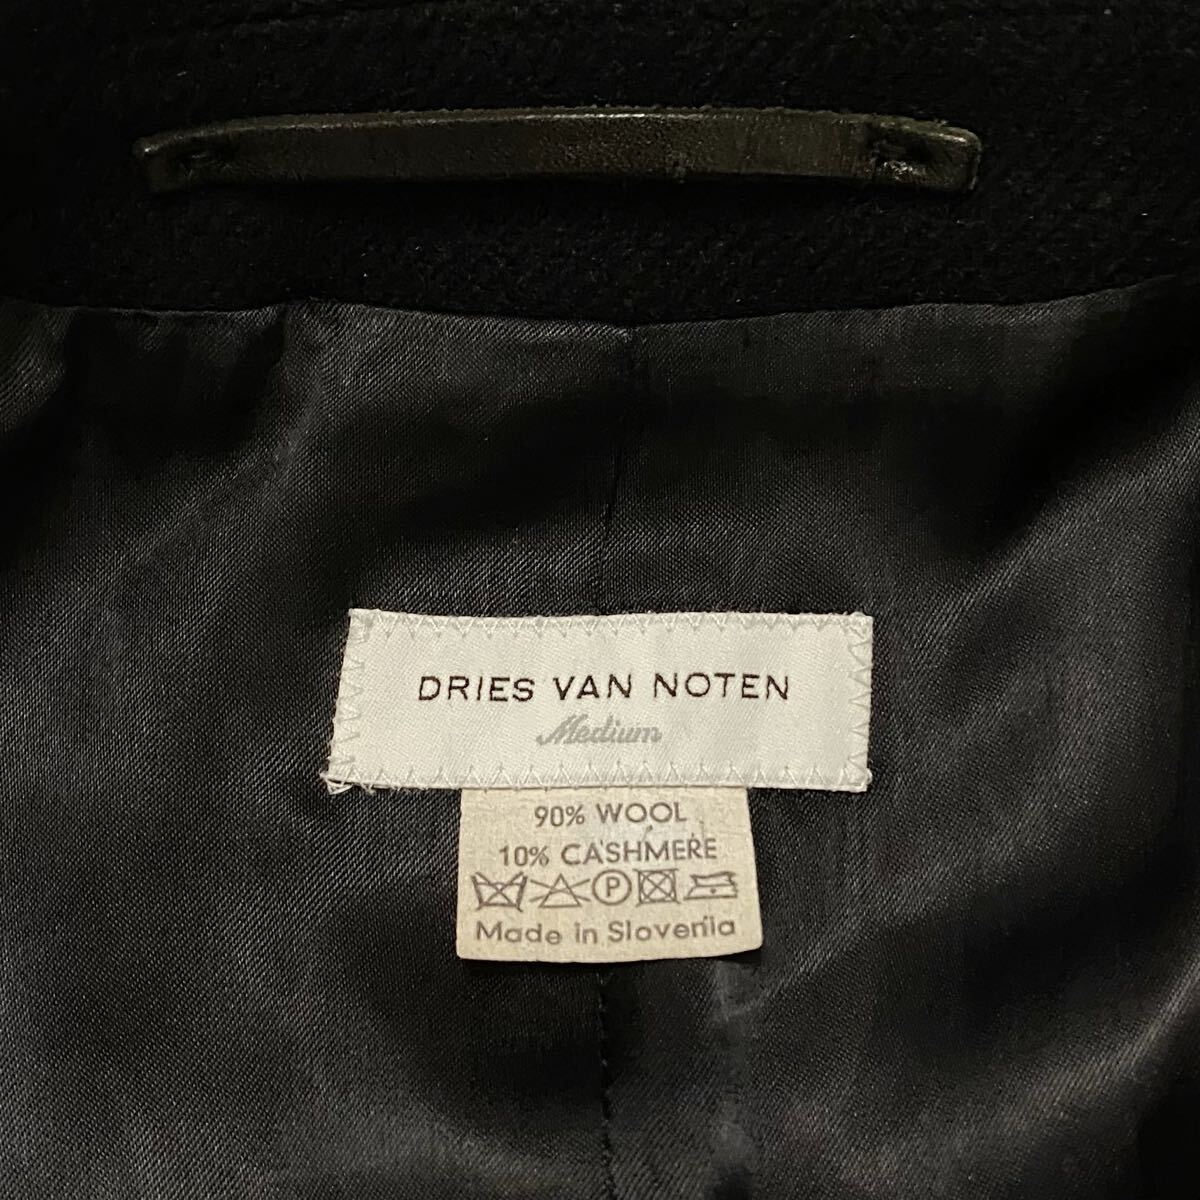 DRIES VAN NOTEN
Medium
90% WOOL
10% CASHMERE
P
Made in Slovenia